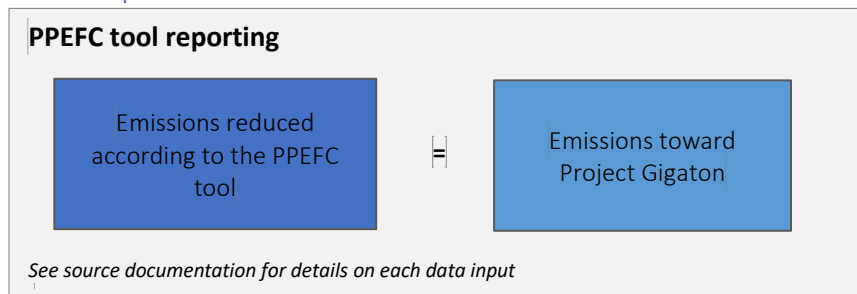 PPEFC tool reporting
Emissions reduced
according to the PPEFC
tool
=
Emissions toward
Project Gigaton
See source documentation for details on each data input